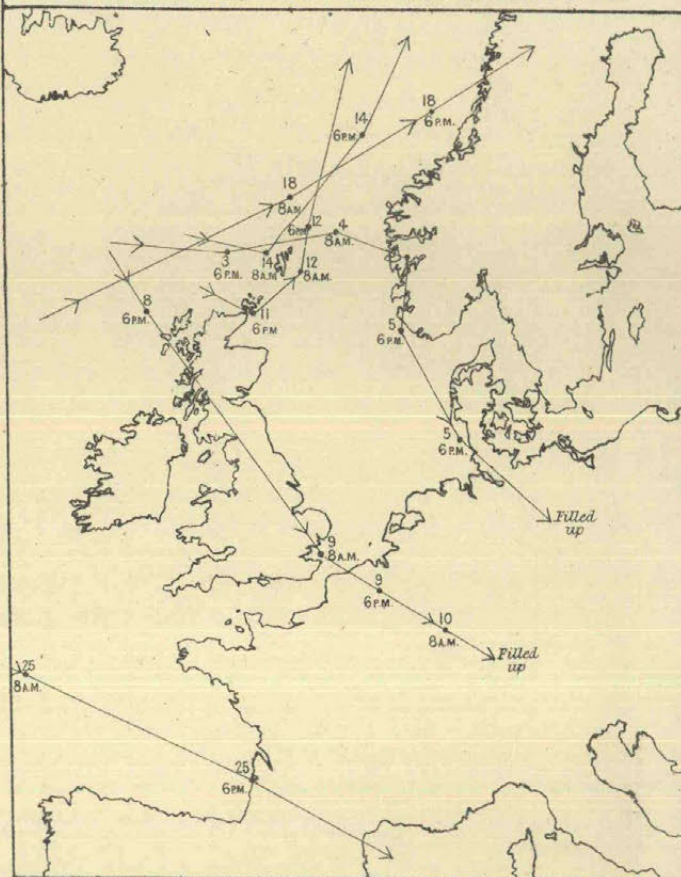 18
6 P.M.
14
6 P.M.
18
8 A.M.
12
6 P.M.
4
8 A.M.
3
6 P.M.
14
8 A.M.
12
8 A.M.
8
6 P.M.
11
6 P.M.
5
6 P.M.
5
6 P.M.
Filled
up
9
8 A.M.
9
6 P.M.
10
8 A.M.
Filled
up
25
8 A.M.
25
6 P.M.